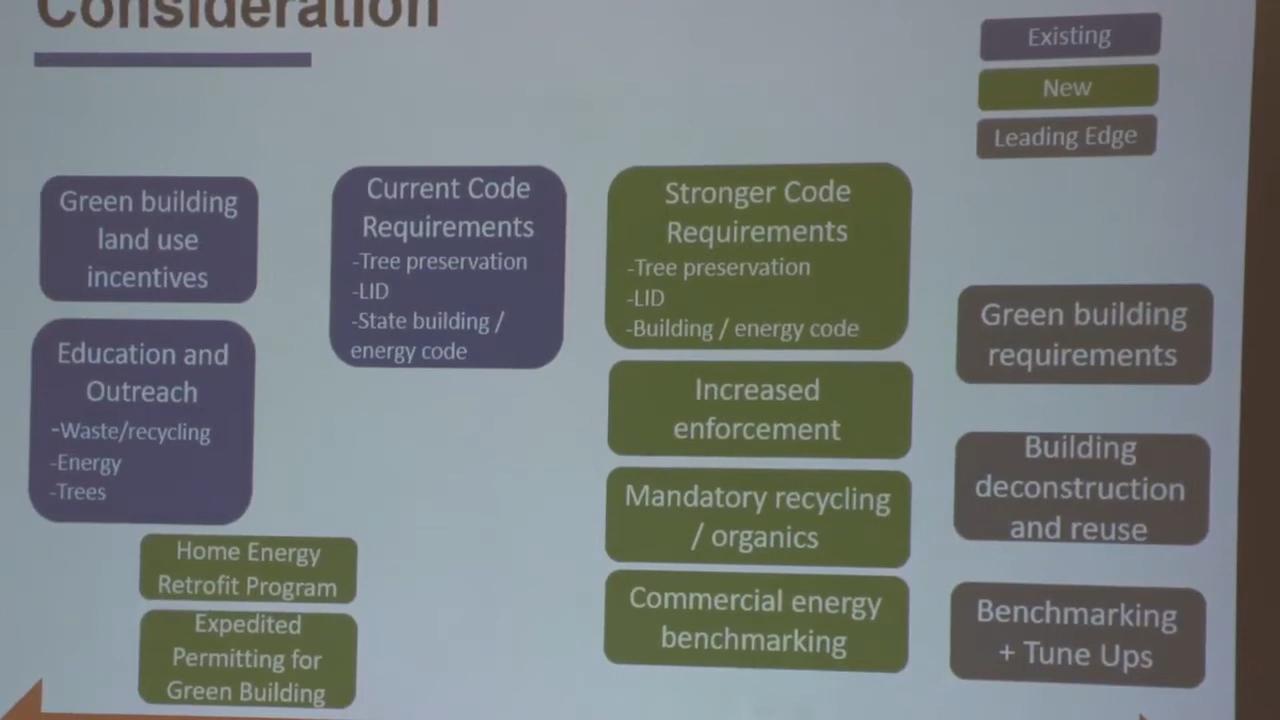 Consideration
Existing
New
Leading Edge
Green building
land use
incentives
Education and
Outreach
-Waste/recycling
-Energy
-Trees
Home Energy
Retrofit Program
Expedited
Permitting for
Green Building
Current Code
Requirements
-Tree preservation
-LID
-State building /
energy code
Stronger Code
Requirements
-Tree preservation
-LID
-Building / energy code
Increased
enforcement
Mandatory recycling
/ organics
Commercial energy
benchmarking
Green building
requirements
Building
deconstruction
and reuse
Benchmarking
+ Tune Ups